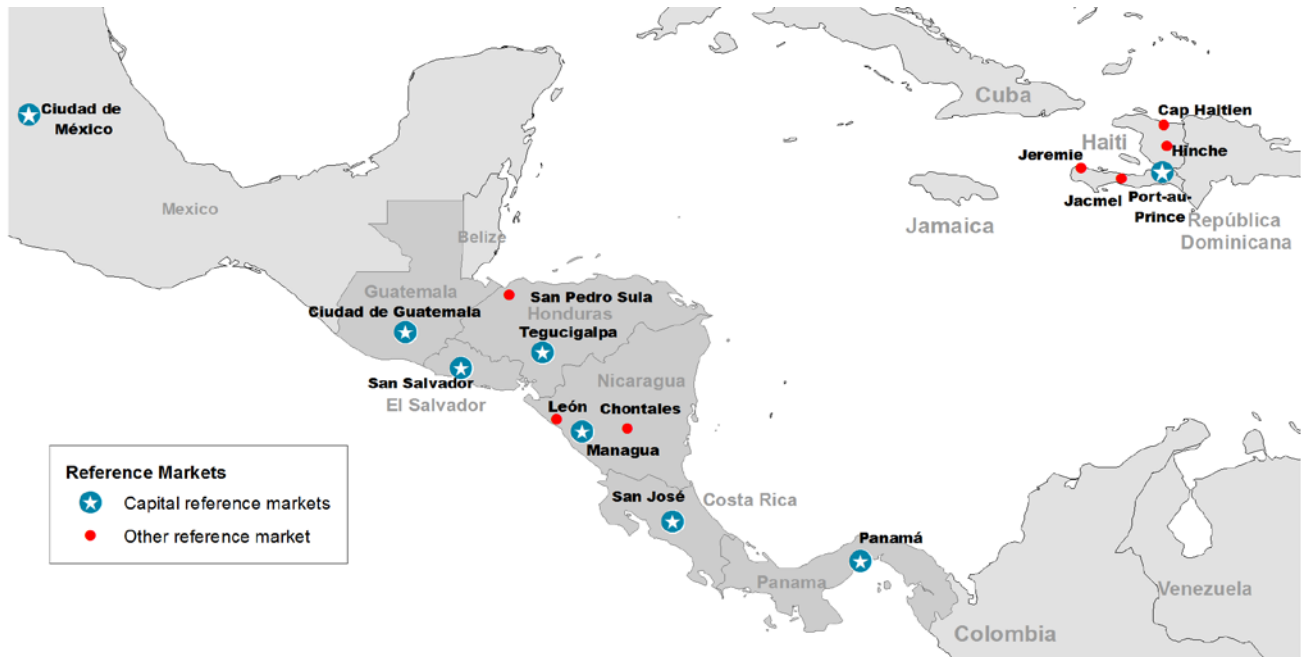 Cuba
Ciudad de
México
Cap Haitien
Haiti
Hinche
Jeremie
Jacmel
Port-au-
Prince
República
Dominicana
Mexico
Jamaica
Belize
Guatemala
Ciudad de Guatemala
San Pedro Sula
Honduras
Tegucigalpa
San Salvador
El Salvador
Nicaragua
León
Chontales
Managua
Reference Markets
Capital reference markets
Other reference market
San José
Costa Rica
Panamá
Panama
Venezuela
Colombia